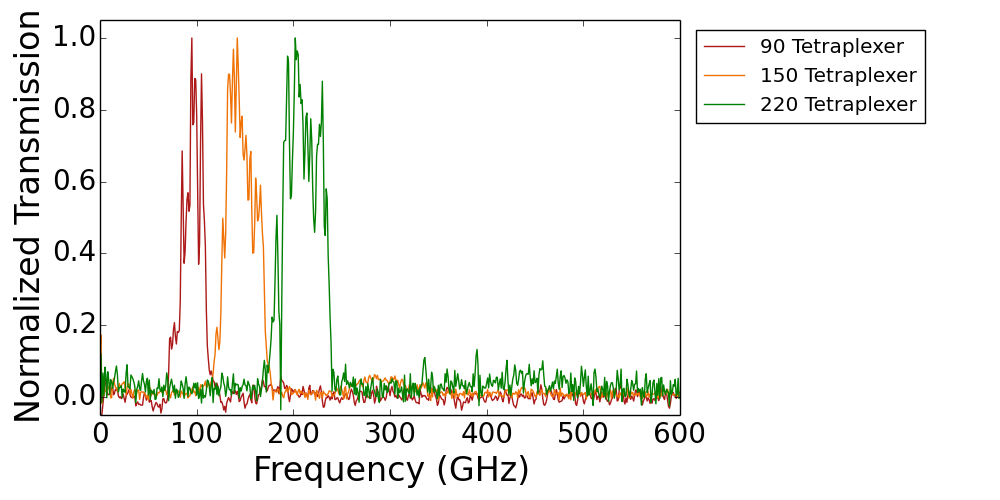 Normalized Transmission
1.0
0.8
0.6
0.4
0.2
0.0
0 100 200 300 400 500 600
Frequency (GHz)
90 Tetraplexer
150 Tetraplexer
220 Tetraplexer